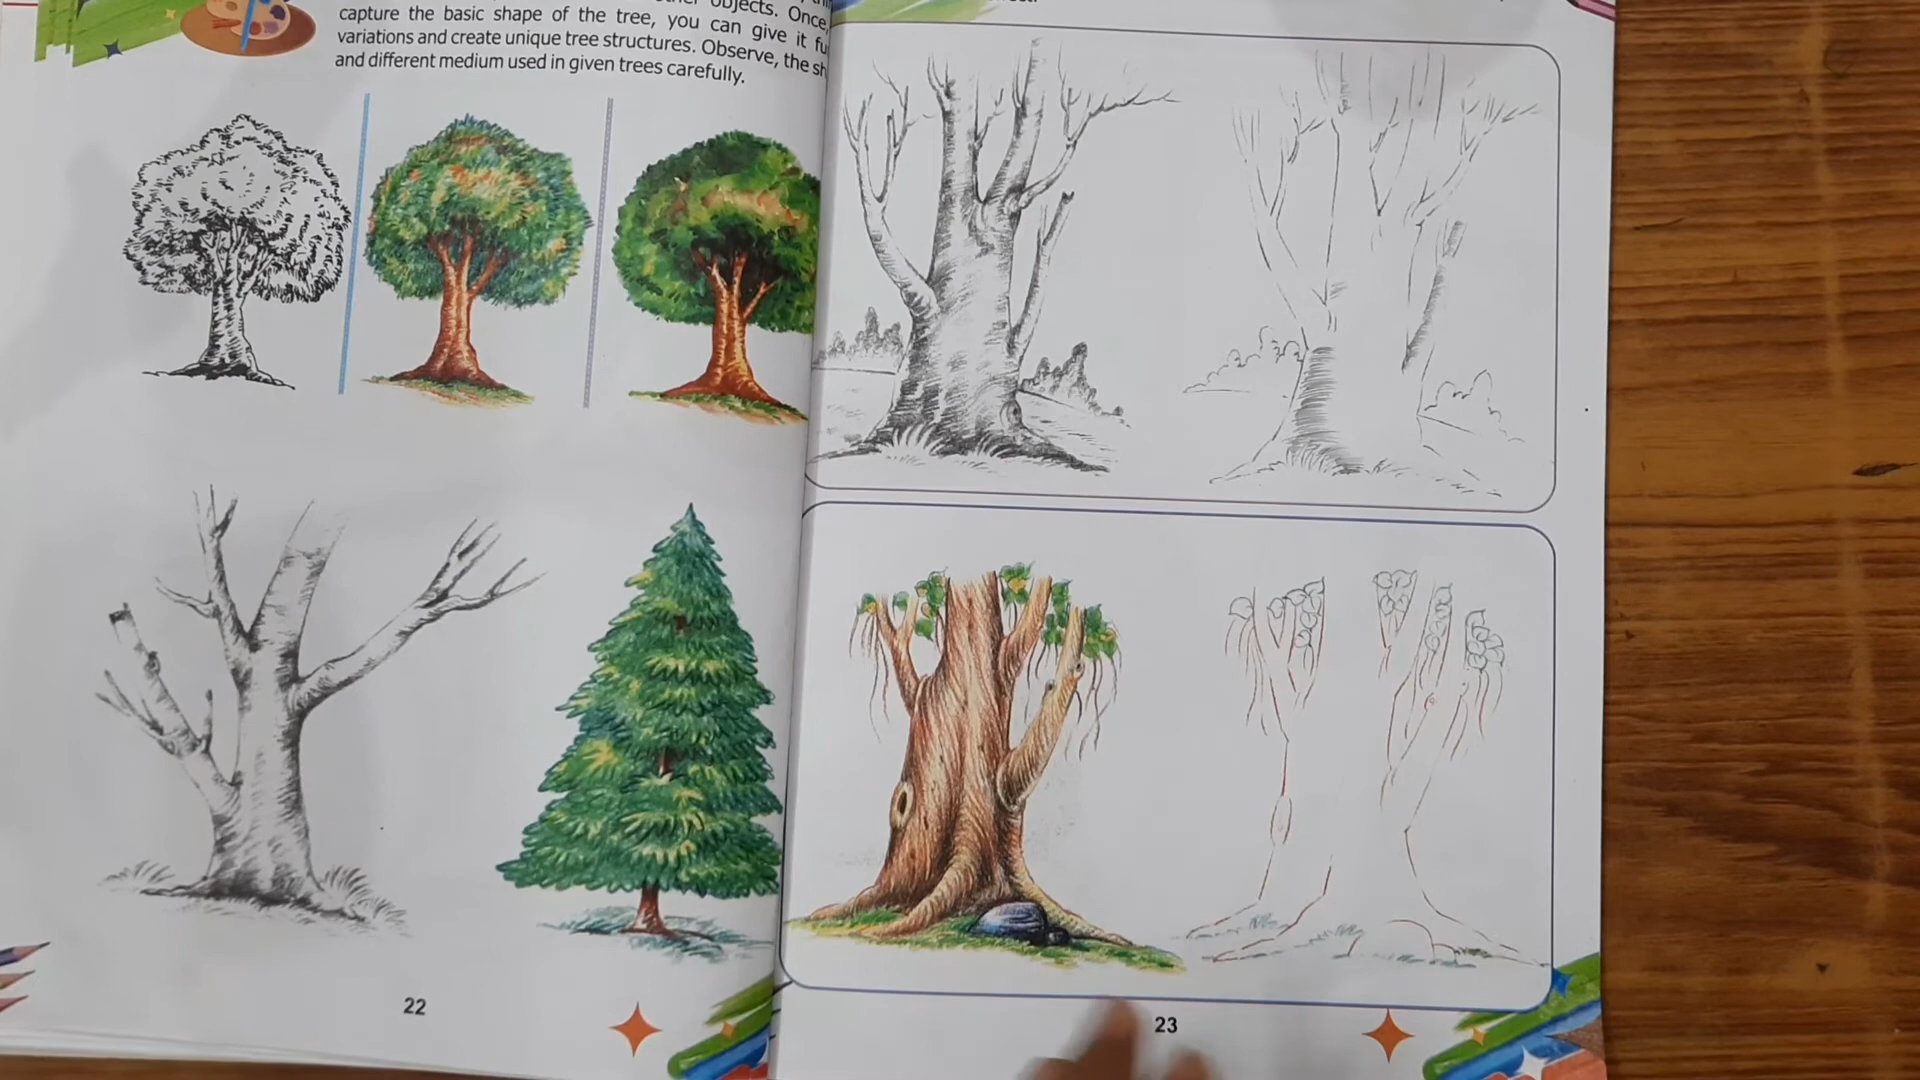 objects. Once
capture the basic shape of the tree, you can give it
variations and create unique tree structures. Observe, the
and different medium used in given trees carefully.
22
23